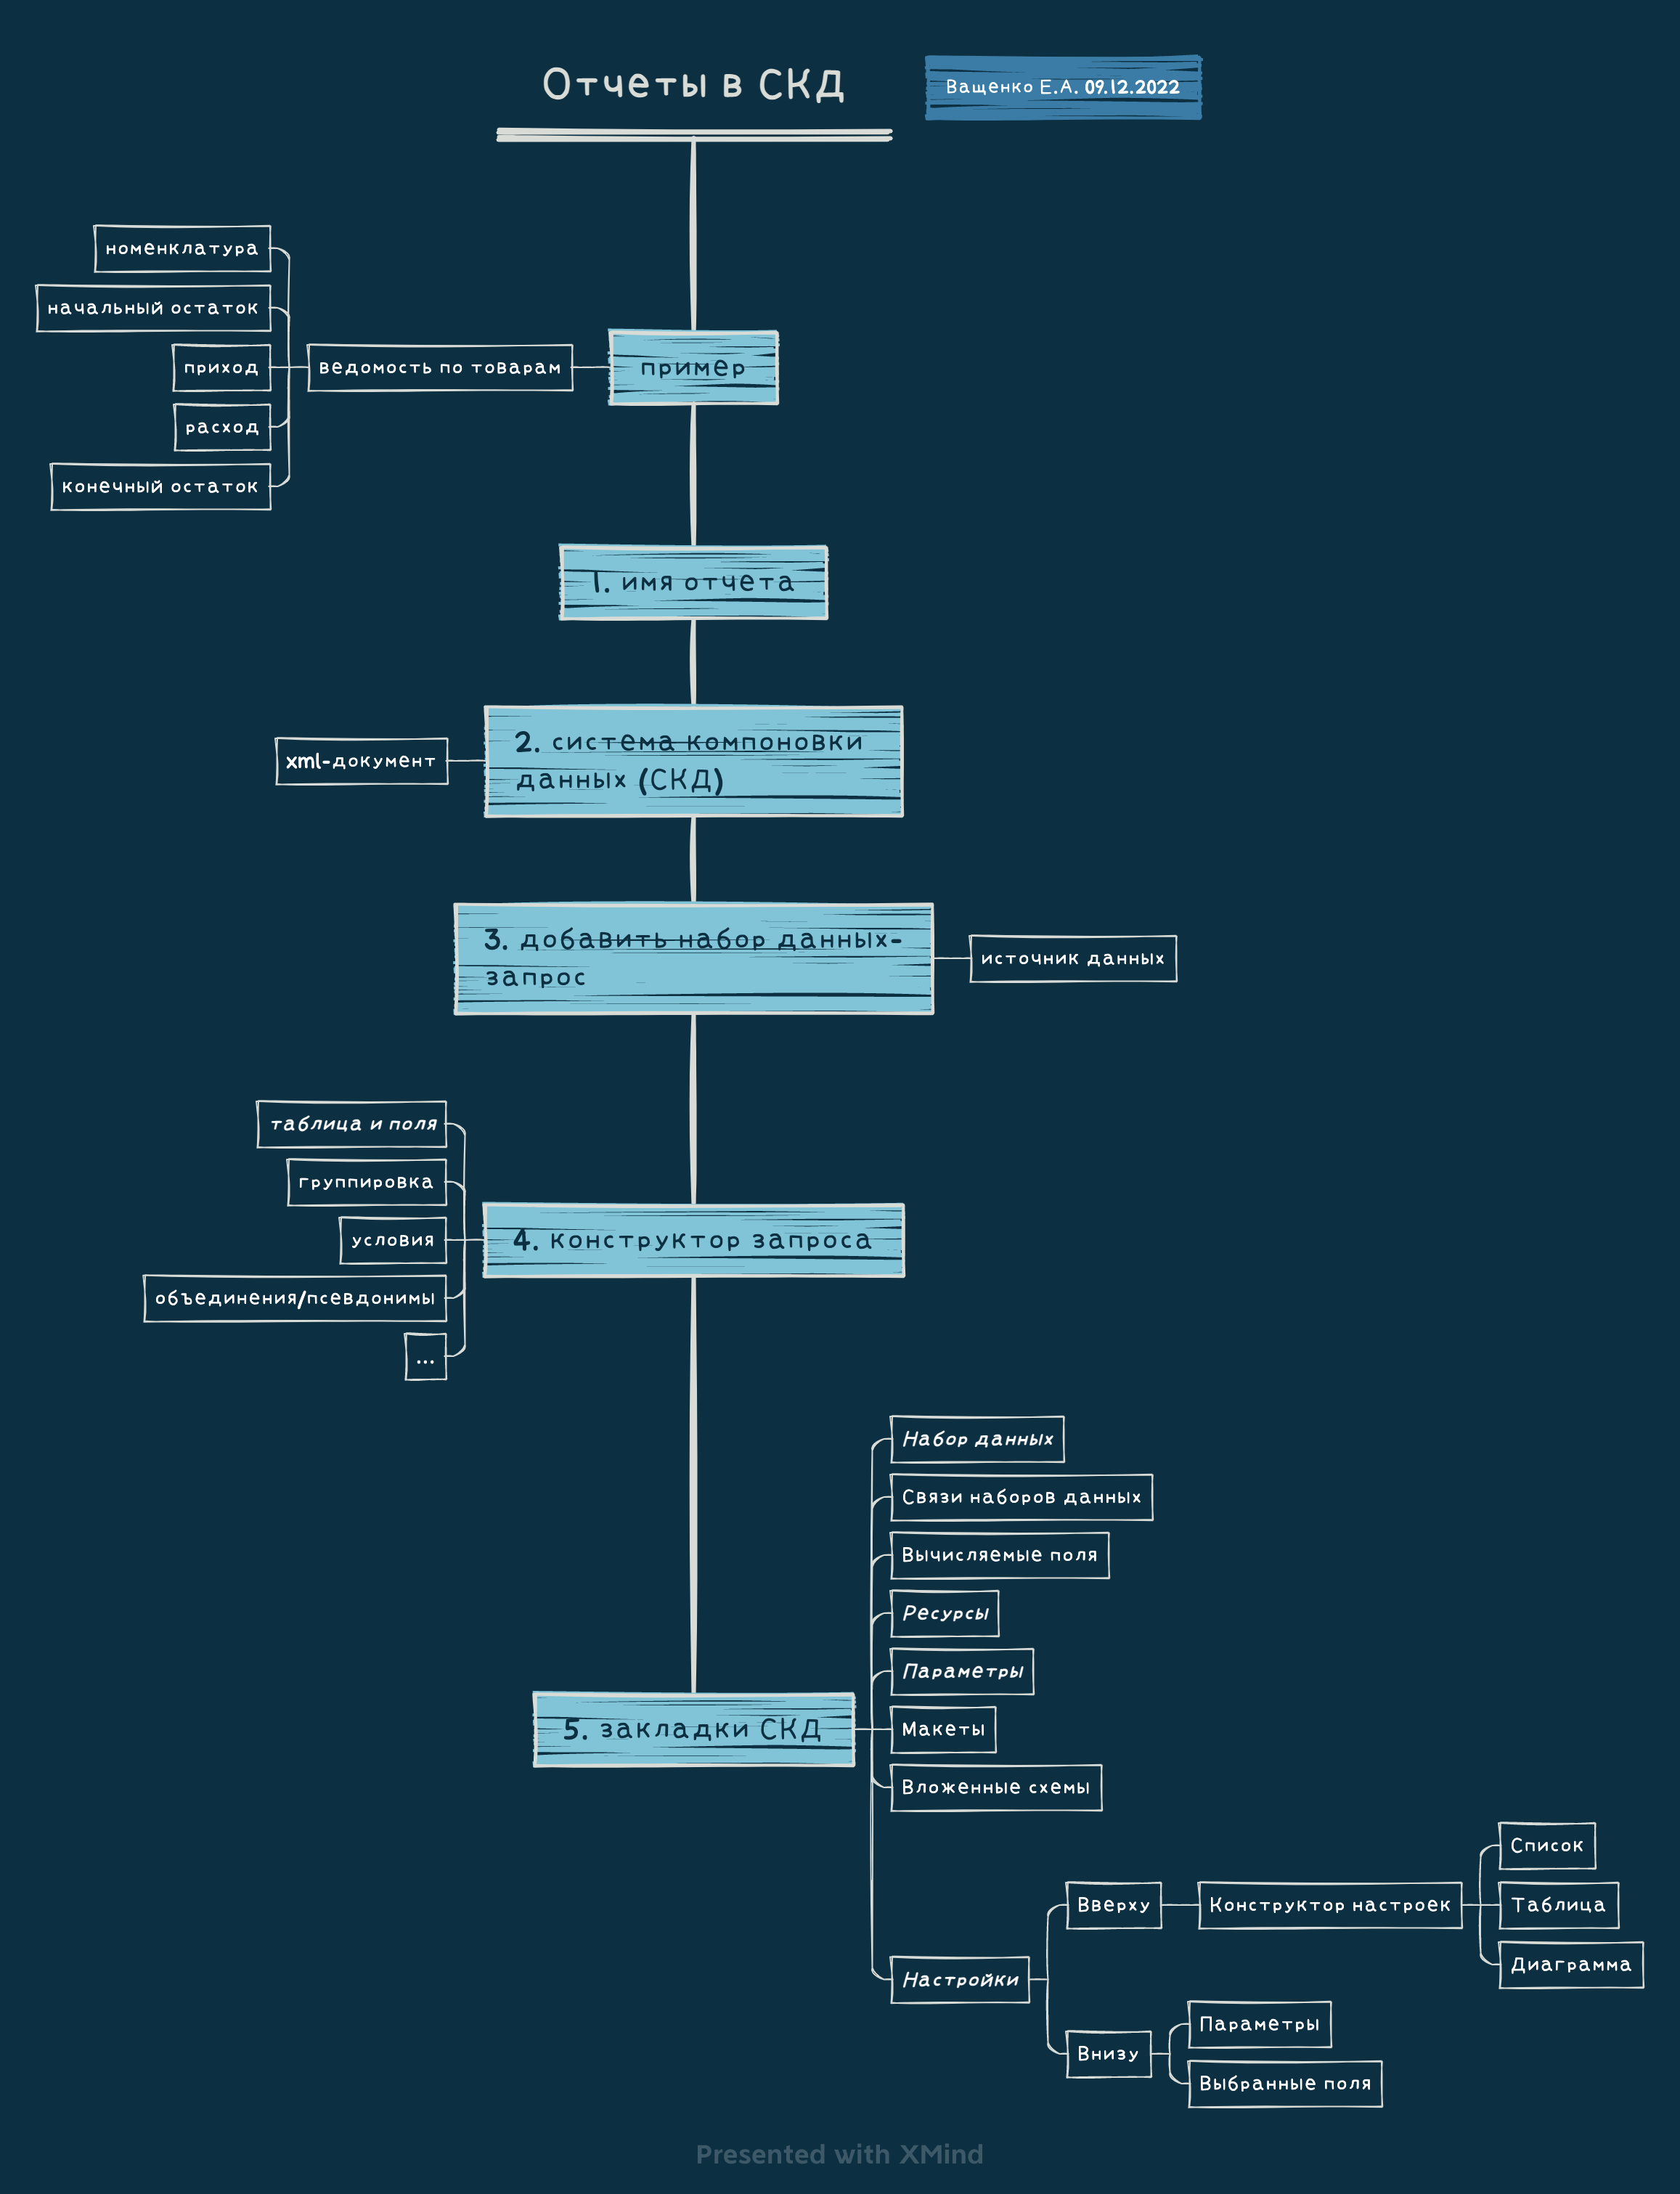 Отчеты в СКД
Ващенко Е.А. 09.12.2022
номенклатура
начальный остаток
приход
расход
конечный остаток
ведомость по товарам
пример
1. имя отчета
xml-документ
2. система компоновки
данных (СКД)
3. добавить набор данных-
запрос
источник данных
таблица и поля
группировка
условия
объединения/псевдонимы
...
4. конструктор запроса
5. закладки СКД
Набор данных
Связи наборов данных
Вычисляемые поля
Ресурсы
Параметры
Макеты
Вложенные схемы
Настройки
Вверху
Конструктор настроек
Список
Таблица
Диаграмма
Внизу
Параметры
Выбранные поля
Presented with XMind